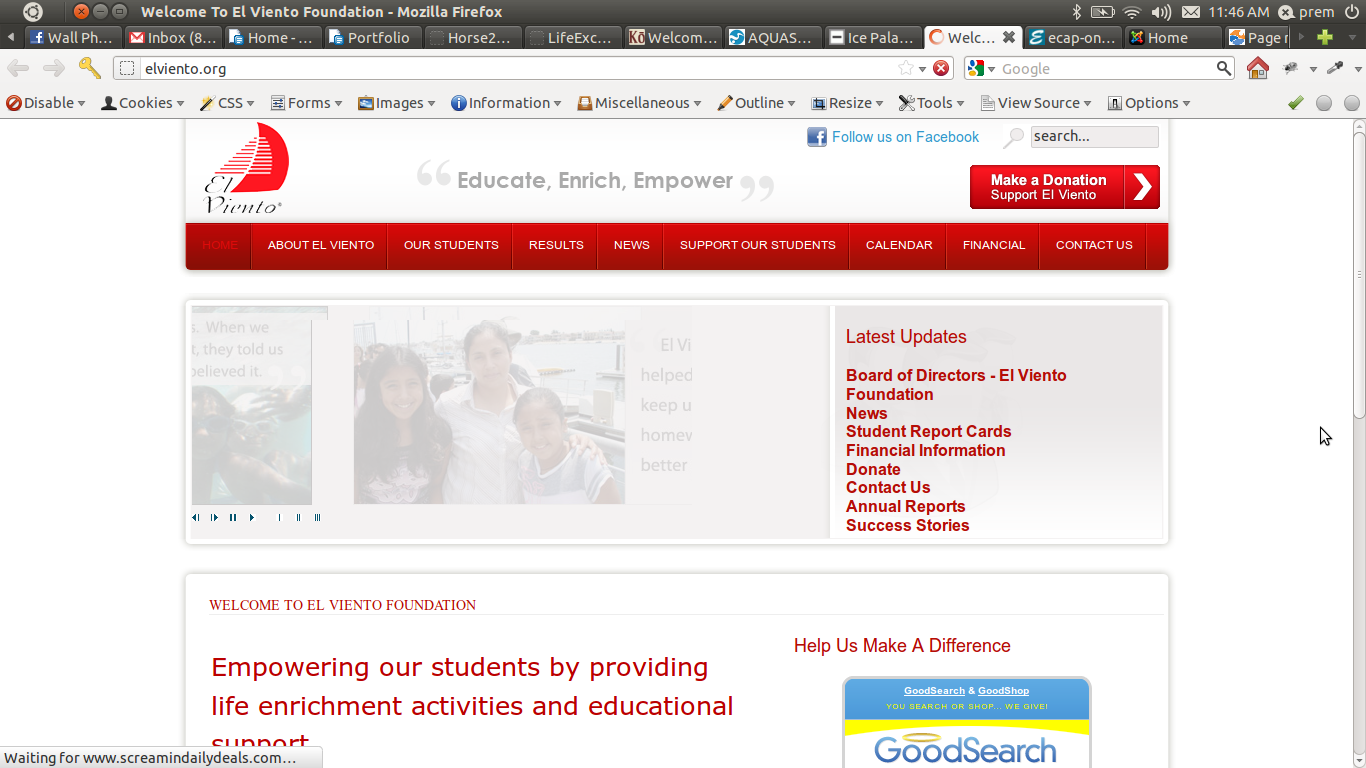 Welcome To El Viento Foundation - Mozilla Firefox
11:46 AM
prem
Wall Ph...
Inbox (8...
Home - ...
Portfolio
Horse2...
LifeExc...
Welcom...
AQUAS...
Ice Pala...
Welc...
ecap-on...
Home
Page n
elviento.org
Google
Disable
Cookies
CSS
Forms
Images
Information
Miscellaneous
Outline
Resize
Tools
View Source
Options
El Viento®
Follow us on Facebook
search...
“ Educate, Enrich, Empower ”
Make a Donation
Support El Viento
HOME
ABOUT EL VIENTO
OUR STUDENTS
RESULTS
NEWS
SUPPORT OUR STUDENTS
CALENDAR
FINANCIAL
CONTACT US
s. When we
t, they told us
believed it. ”
El Vi
helped
keep u
homew
better
Latest Updates
Board of Directors - El Viento
Foundation
News
Student Report Cards
Financial Information
Donate
Contact Us
Annual Reports
Success Stories
WELCOME TO EL VIENTO FOUNDATION
Empowering our students by providing
life enrichment activities and educational
support
Help Us Make A Difference
GoodSearch & GoodShop
YOU SEARCH OR SHOP... WE GIVE!
GoodSearch
Waiting for www.screamindailydeals.com...